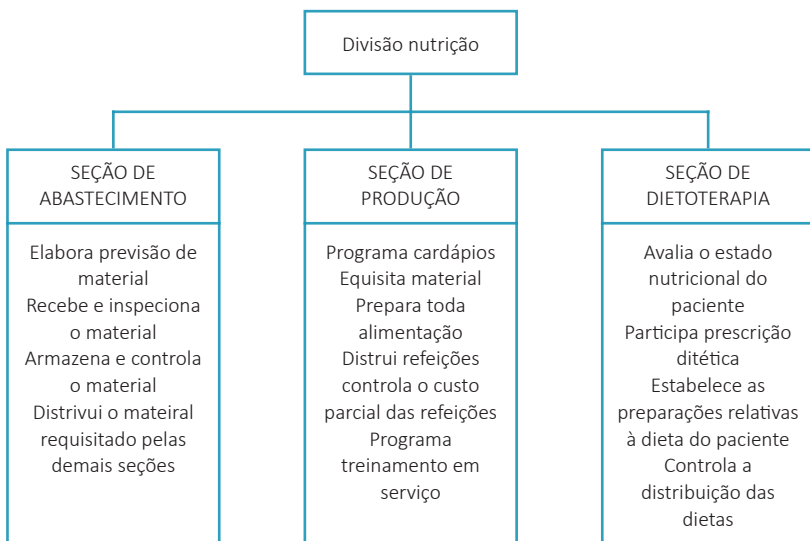 Divisão nutrição
SEÇÃO DE
ABASTECIMENTO
Elabora previsão de
material
Recebe e inspeciona
o material
Armazena e controla
o material
Distrivui o mateiral
requisitado pelas
demais seções
SEÇÃO DE
PRODUÇÃO
Programa cardápios
Equisita material
Prepara toda
alimentação
Distrui refeições
controla o custo
parcial das refeições
Programa
treinamento em
serviço
SEÇÃO DE
DIETOTERAPIA
Avalia o estado
nutricional do
paciente
Participa prescrição
ditética
Estabelece as
preparações relativas
à dieta do paciente
Controla a
distribuição das
dietas